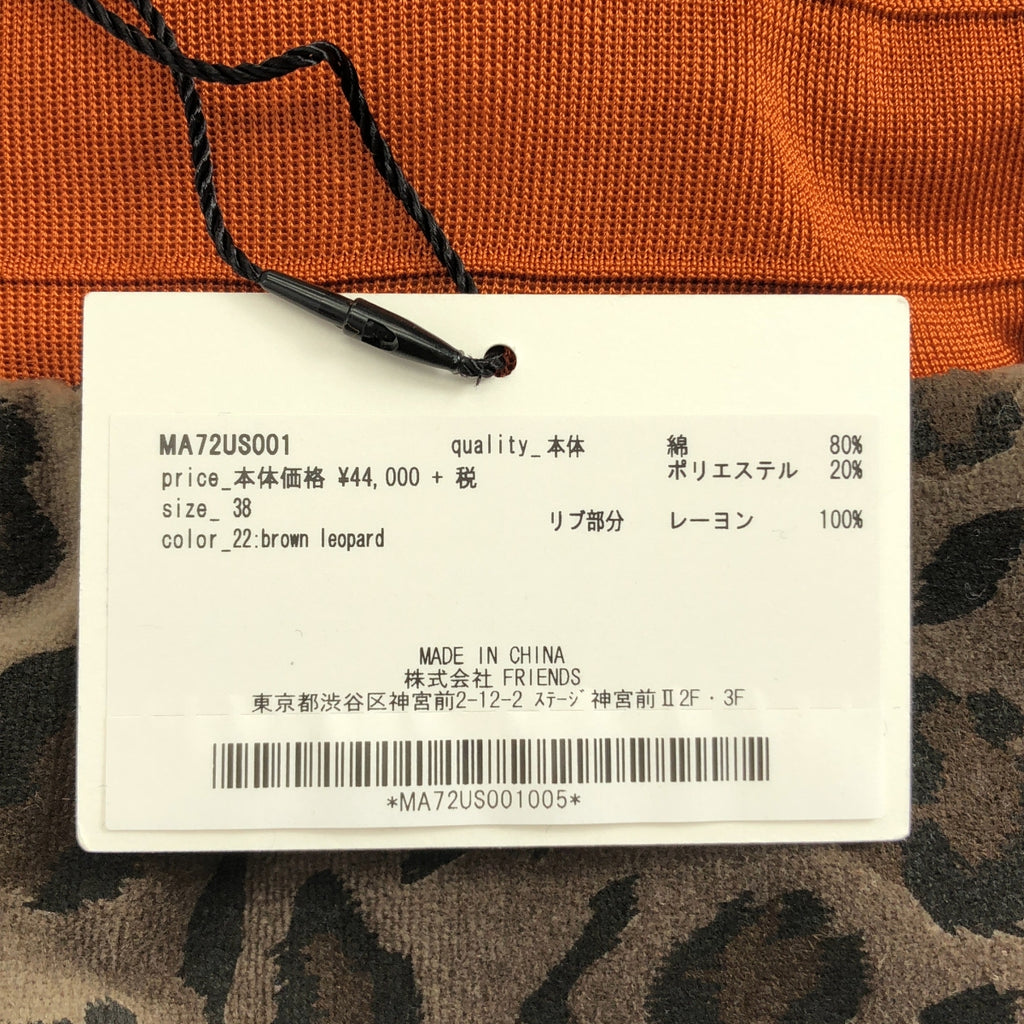 MA72US001 quality_本体 綿 80%
price_本体価格 ¥44,000 + 税 ポリエステル 20%
size_ 38
リブ部分 レーヨン 100%
color_22:brown leopard
MADE IN CHINA
株式会社 FRIENDS
東京都渋谷区神宮前2-12-2 ｽﾃｰｼﾞ神宮前Ⅱ2F・3F
*MA72US001005*